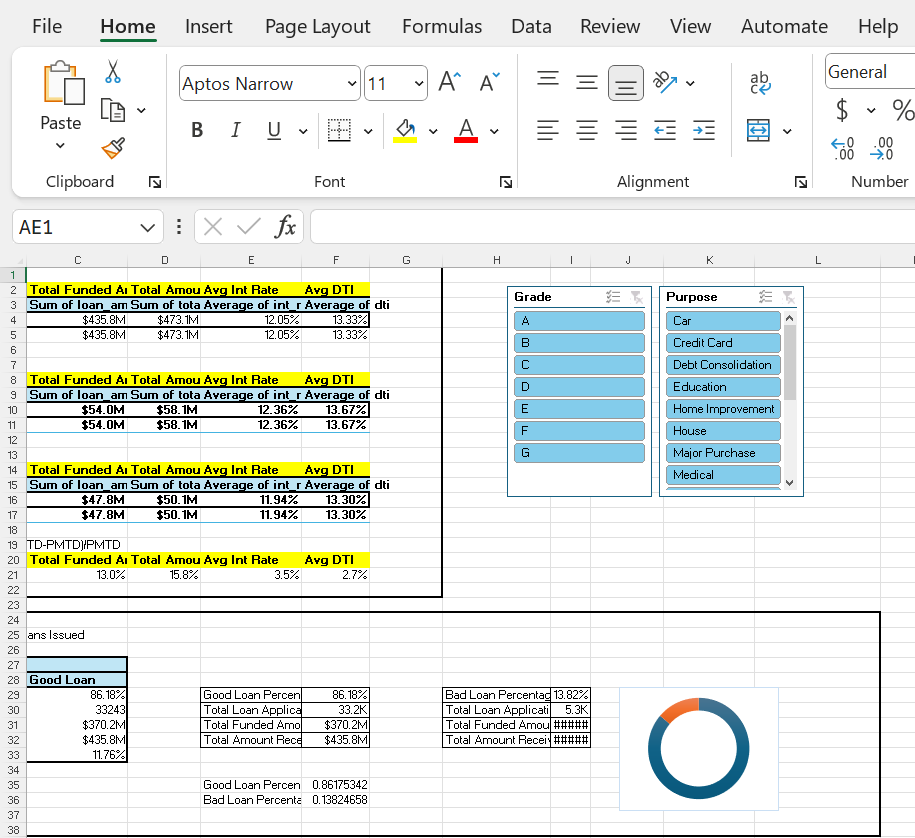 File Home Insert Page Layout Formulas Data Review View Automate Help
Aptos Narrow 11 General
Paste B I U A A A ab c $ %
.00 .00 0 0
Clipboard Font Alignment Number
AE1 fx
C D E F G H I J K L
1
2 Total Funded Ar Total Amou Avg Int Rate Avg DTI
3 Sum of loan_am Sum of tota Average of int_r Average of dti
4 $435.8M $473.1M 12.05% 13.33%
5 $435.8M $473.1M 12.05% 13.33%
6
7
8 Total Funded Ar Total Amou Avg Int Rate Avg DTI
9 Sum of loan_am Sum of tota Average of int_r Average of dti
10 $54.0M $58.1M 12.36% 13.67%
11 $54.0M $58.1M 12.36% 13.67%
12
13
14 Total Funded Ar Total Amou Avg Int Rate Avg DTI
15 Sum of loan_am Sum of tota Average of int_r Average of dti
16 $47.8M $50.1M 11.94% 13.30%
17 $47.8M $50.1M 11.94% 13.30%
18
19 TD-PMTD)/PMTD
20 Total Funded Ar Total Amou Avg Int Rate Avg DTI
21 13.0% 15.8% 3.5% 2.7%
22
23
24
25 ans Issued
26
27
28 Good Loan
29 86.18% Good Loan Percen 86.18% Bad Loan Percentag 13.82%
30 33243 Total Loan Applica 33.2K Total Loan Applicati 5.3K
31 $370.2M Total Funded Amo $370.2M Total Funded Amou #####
32 $435.8M Total Amount Rece $435.8M Total Amount Receiv #####
33 11.76%
34
35 Good Loan Percen 0.86175342
36 Bad Loan Percenta 0.13824658
37
38
Grade
A
B
C
D
E
F
G
Purpose
Car
Credit Card
Debt Consolidation
Education
Home Improvement
House
Major Purchase
Medical